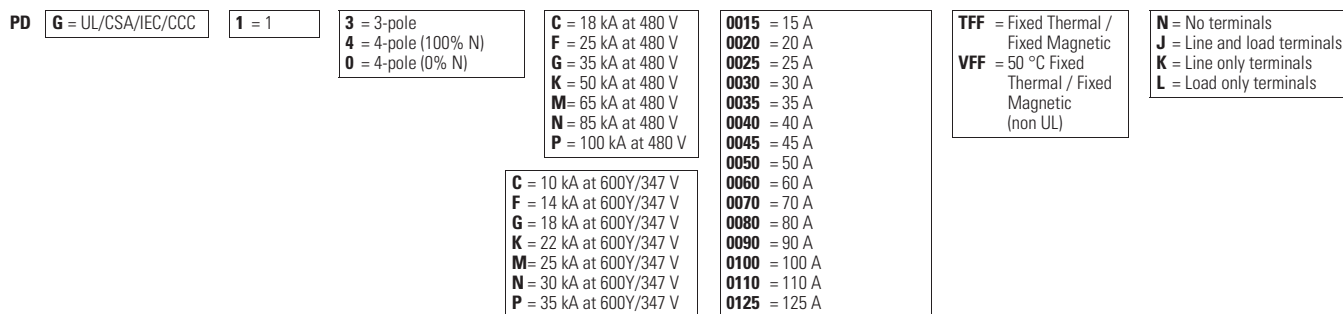 PD
G = UL/CSA/IEC/CCC
1 = 1
3 = 3-pole
4 = 4-pole (100% N)
0 = 4-pole (0% N)
C = 18 kA at 480 V
F = 25 kA at 480 V
G = 35 kA at 480 V
K = 50 kA at 480 V
M= 65 kA at 480 V
N = 85 kA at 480 V
P = 100 kA at 480 V
C = 10 kA at 600Y/347 V
F = 14 kA at 600Y/347 V
G = 18 kA at 600Y/347 V
K = 22 kA at 600Y/347 V
M= 25 kA at 600Y/347 V
N = 30 kA at 600Y/347 V
P = 35 kA at 600Y/347 V
0015 = 15 A
0020 = 20 A
0025 = 25 A
0030 = 30 A
0035 = 35 A
0040 = 40 A
0045 = 45 A
0050 = 50 A
0060 = 60 A
0070 = 70 A
0080 = 80 A
0090 = 90 A
0100 = 100 A
0110 = 110 A
0125 = 125 A
TFF = Fixed Thermal /
Fixed Magnetic
VFF = 50 °C Fixed
Thermal / Fixed
Magnetic
(non UL)
N = No terminals
J = Line and load terminals
K = Line only terminals
L = Load only terminals